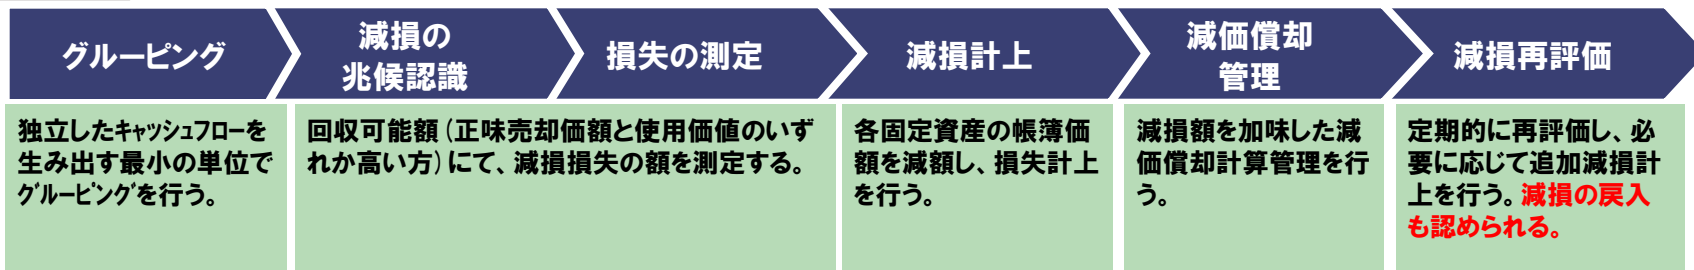 グルーピング
減損の
兆候認識
損失の測定
減損計上
減価償却
管理
減損再評価
独立したｷｬｯｼｭﾌﾛｰを
生み出す最小の単位で
ｸﾞﾙｰﾋﾟﾝｸﾞを行う。
回収可能額（正味売却価額と使用価値のいず
れか高い方）にて、減損損失の額を測定する。
各固定資産の帳簿価
額を減額し、損失計上
を行う。
減損額を加味した減
価償却計算管理を行
う。
定期的に再評価し、必
要に応じて追加減損計
上を行う。減損の戻入
も認められる。